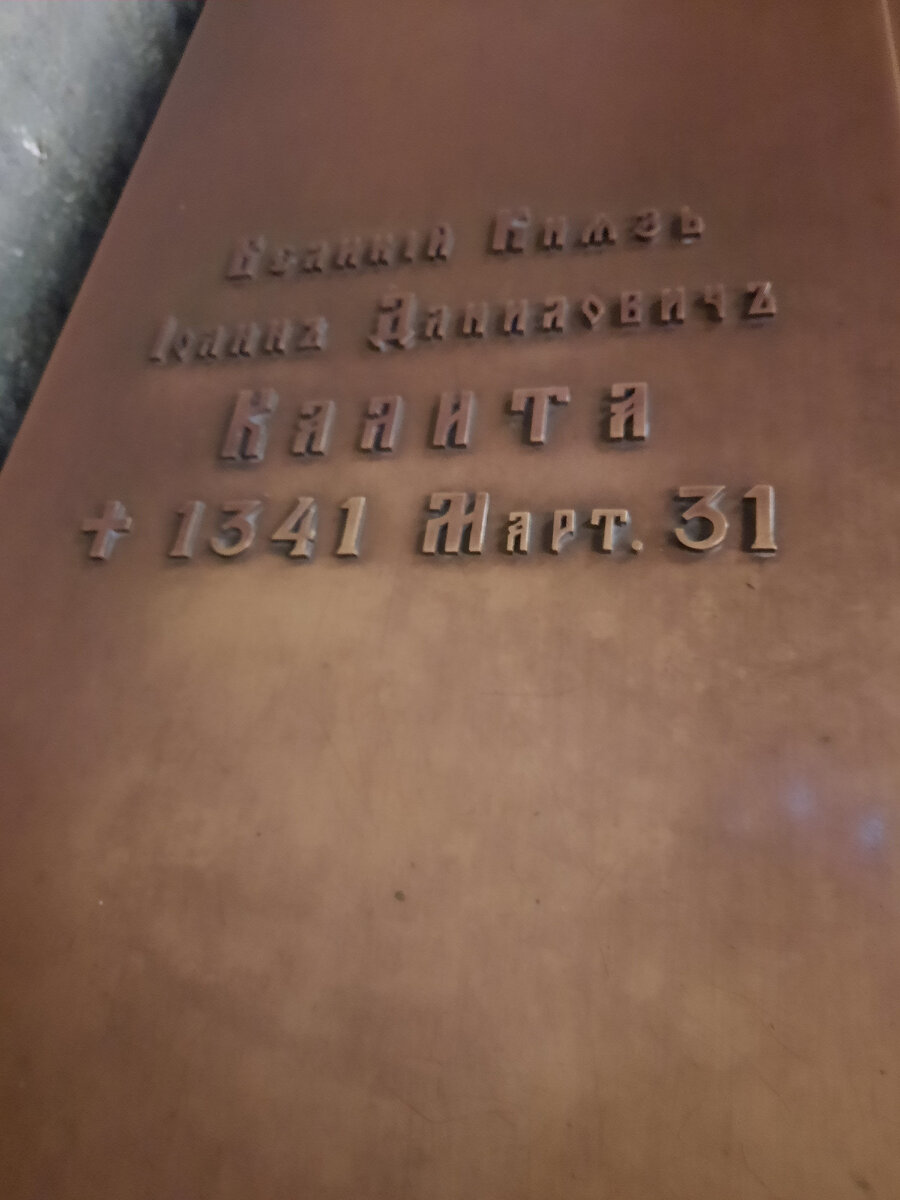 Великій Князь
Іоаннъ Даниловичъ
Калита
✝ 1341 Март. 31